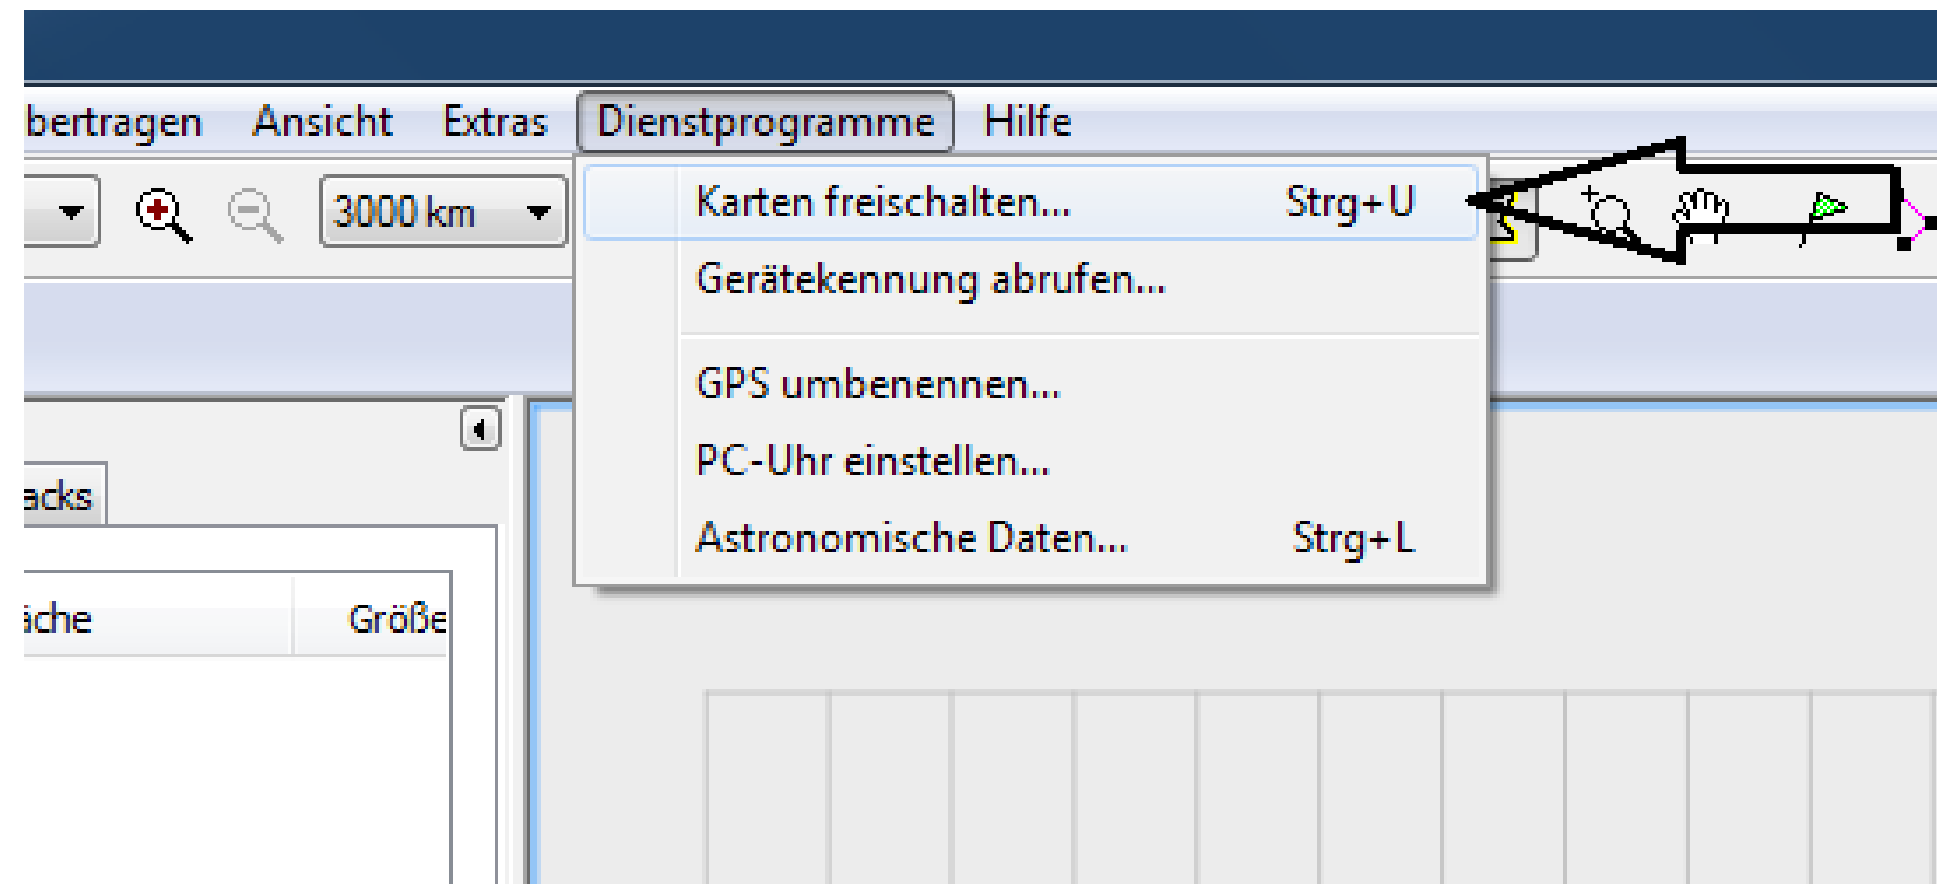 bertragen Ansicht Extras Dienstprogramme Hilfe
3000 km
Karten freischalten... Strg+U
Gerätekennung abrufen...
GPS umbenennen...
PC-Uhr einstellen...
Astronomische Daten... Strg+L
acks
äche Größe